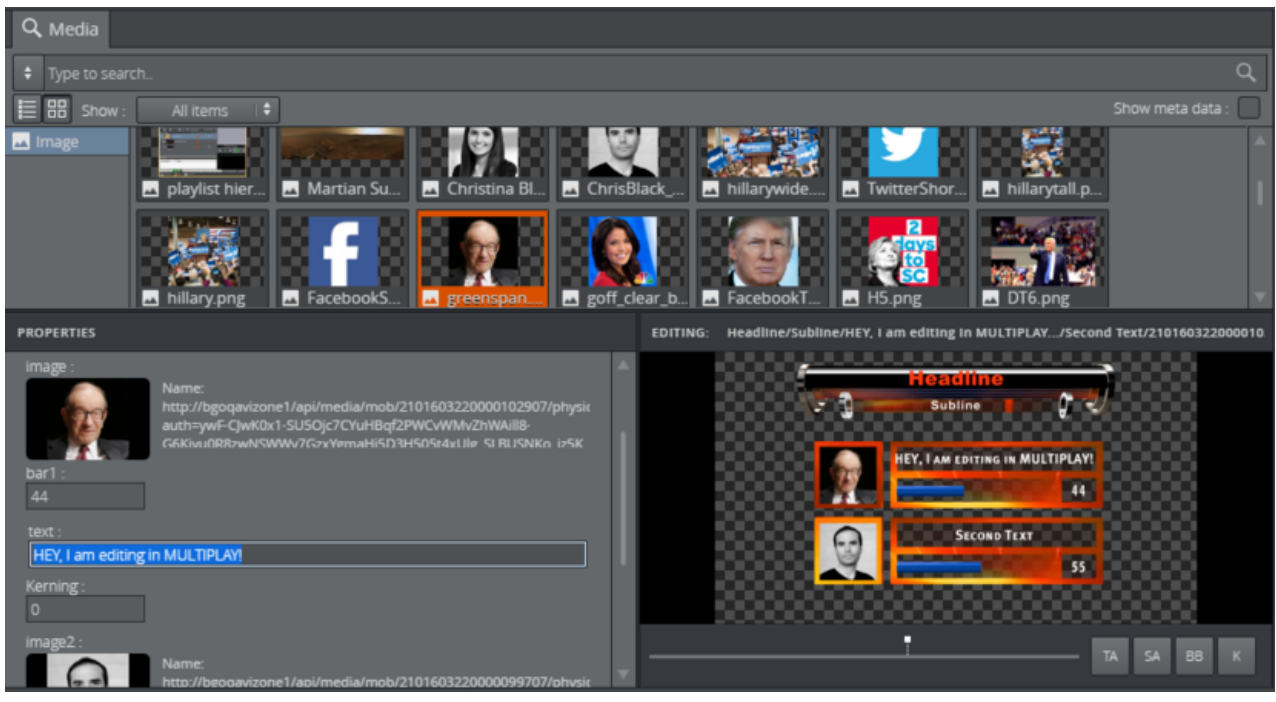 Media
Type to search..
Show : All items Show meta data :
Image
playlist hier... Martian Su... Christina Bl... ChrisBlack_... hillarywide.... TwitterShor... hillarytall.p...
2
days
to
SC
hillary.png FacebookS... greenspan.... goff_clear_b... FacebookT... H5.png DT6.png
PROPERTIES
image :
Name:
http://bgoqavizone1/api/media/mob/2101603220000102907/physic
auth=ywF-CJwK0x1-SU5Ojc7CYuHBqf2PWCvWMvZhWAill8-
bar1 :
44
text :
HEY, I am editing in MULTIPLAY!
Kerning :
0
image2 :
Name:
http://bgoqavizone1/api/media/mob/2101603220000099707/physic
EDITING: Headline/Subline/HEY, I am editing in MULTIPLAY.../Second Text/210160322000010
Headline
Subline
HEY, I AM EDITING IN MULTIPLAY!
44
SECOND TEXT
55
TA SA BB K